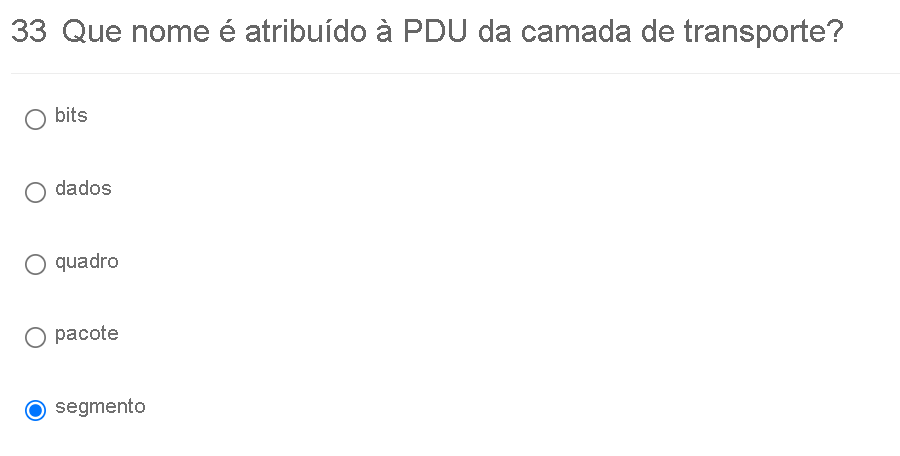 33 Que nome é atribuído à PDU da camada de transporte?
bits
dados
quadro
pacote
segmento